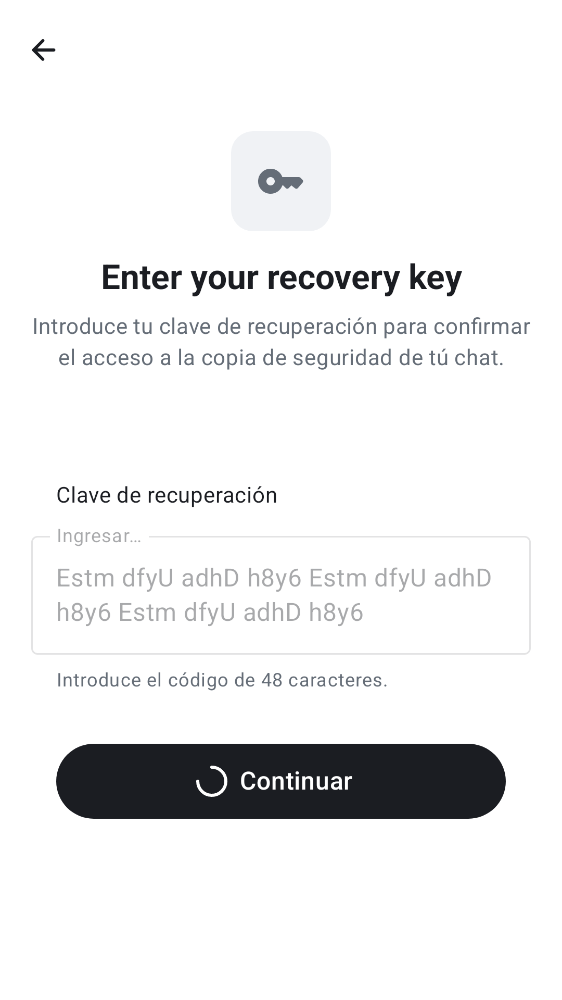 Enter your recovery key
Introduce tu clave de recuperación para confirmar
el acceso a la copia de seguridad de tú chat.
Clave de recuperación
Ingresar…
Estm dfyU adhD h8y6 Estm dfyU adhD
h8y6 Estm dfyU adhD h8y6
Introduce el código de 48 caracteres.
Continuar